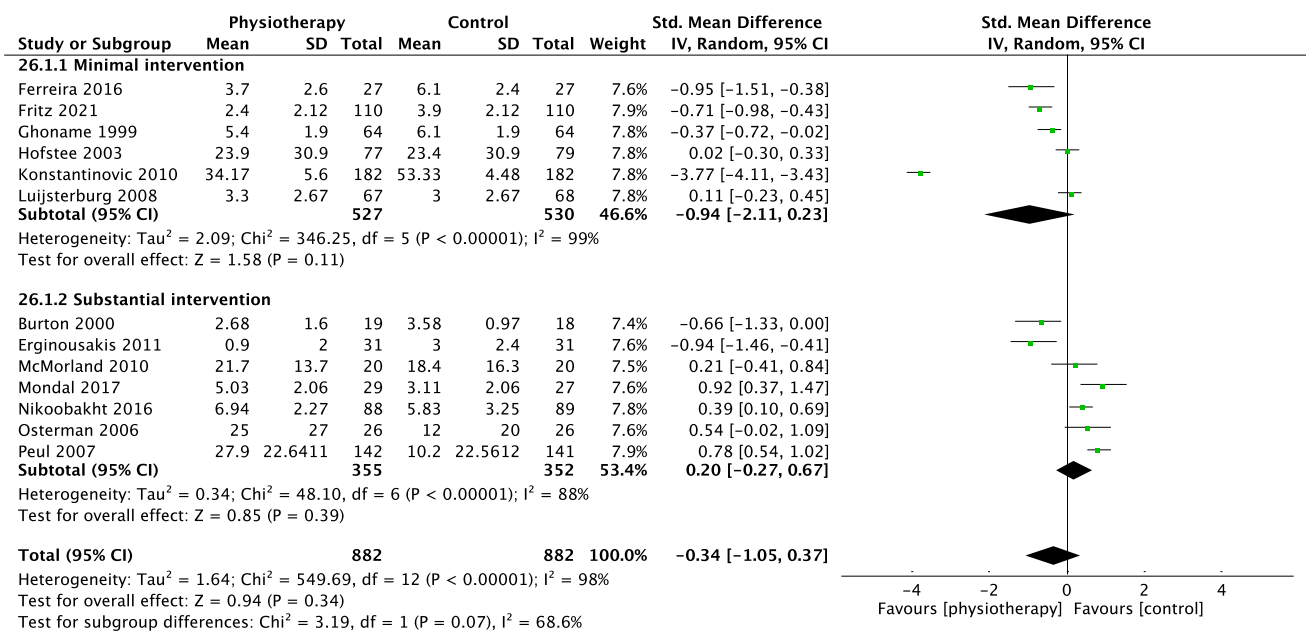 Physiotherapy Control Std. Mean Difference Std. Mean Difference
Study or Subgroup Mean SD Total Mean SD Total Weight IV, Random, 95% CI IV, Random, 95% CI
26.1.1 Minimal intervention
Ferreira 2016 3.7 2.6 27 6.1 2.4 27 7.6% −0.95 [−1.51, −0.38]
Fritz 2021 2.4 2.12 110 3.9 2.12 110 7.9% −0.71 [−0.98, −0.43]
Ghoname 1999 5.4 1.9 64 6.1 1.9 64 7.8% −0.37 [−0.72, −0.02]
Hofstee 2003 23.9 30.9 77 23.4 30.9 79 7.8% 0.02 [−0.30, 0.33]
Konstantinovic 2010 34.17 5.6 182 53.33 4.48 182 7.8% −3.77 [−4.11, −3.43]
Luijsterburg 2008 3.3 2.67 67 3 2.67 68 7.8% 0.11 [−0.23, 0.45]
Subtotal (95% CI) 527 530 46.6% −0.94 [−2.11, 0.23]
Heterogeneity: Tau² = 2.09; Chi² = 346.25, df = 5 (P < 0.00001); I² = 99%
Test for overall effect: Z = 1.58 (P = 0.11)
26.1.2 Substantial intervention
Burton 2000 2.68 1.6 19 3.58 0.97 18 7.4% −0.66 [−1.33, 0.00]
Erginousakis 2011 0.9 2 31 3 2.4 31 7.6% −0.94 [−1.46, −0.41]
McMorland 2010 21.7 13.7 20 18.4 16.3 20 7.5% 0.21 [−0.41, 0.84]
Mondal 2017 5.03 2.06 29 3.11 2.06 27 7.6% 0.92 [0.37, 1.47]
Nikoobakht 2016 6.94 2.27 88 5.83 3.25 89 7.8% 0.39 [0.10, 0.69]
Osterman 2006 25 27 26 12 20 26 7.6% 0.54 [−0.02, 1.09]
Peul 2007 27.9 22.6411 142 10.2 22.5612 141 7.9% 0.78 [0.54, 1.02]
Subtotal (95% CI) 355 352 53.4% 0.20 [−0.27, 0.67]
Heterogeneity: Tau² = 0.34; Chi² = 48.10, df = 6 (P < 0.00001); I² = 88%
Test for overall effect: Z = 0.85 (P = 0.39)
Total (95% CI) 882 882 100.0% −0.34 [−1.05, 0.37]
Heterogeneity: Tau² = 1.64; Chi² = 549.69, df = 12 (P < 0.00001); I² = 98%
Test for overall effect: Z = 0.94 (P = 0.34)
Test for subgroup differences: Chi² = 3.19, df = 1 (P = 0.07), I² = 68.6%
−4 −2 0 2 4
Favours [physiotherapy] Favours [control]